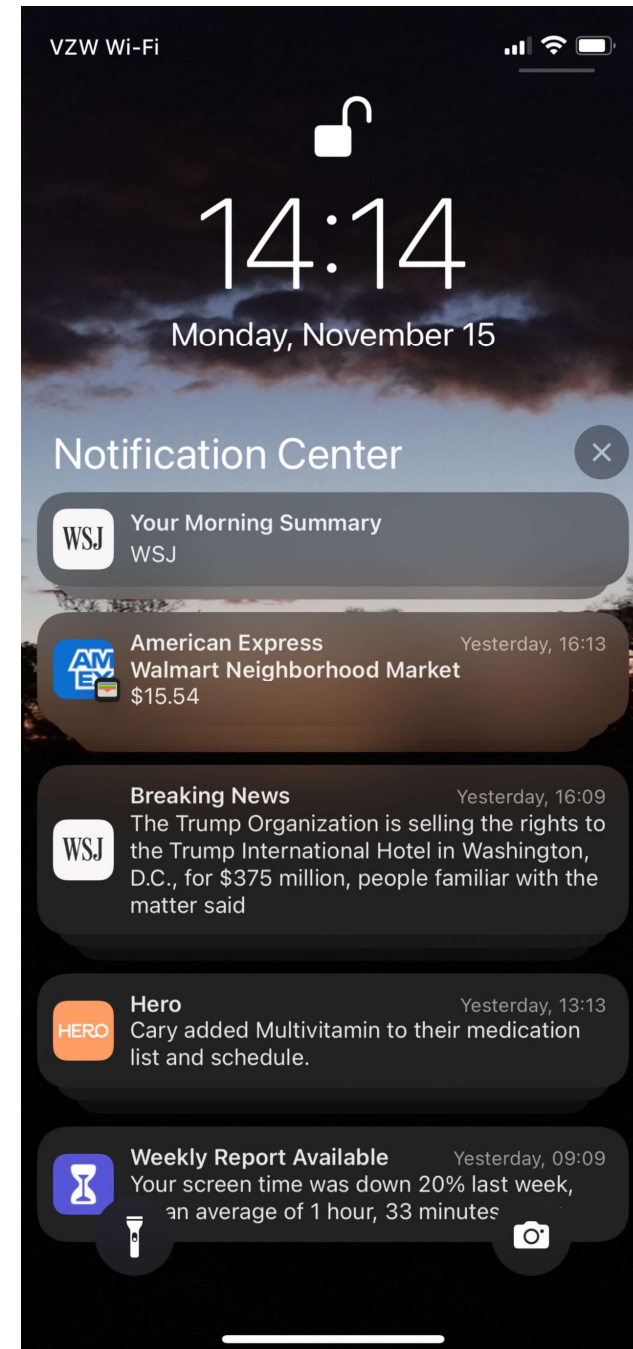 VZW Wi-Fi
14:14
Monday, November 15
Notification Center
WSJ
Your Morning Summary
WSJ
AM
EX
American Express Yesterday, 16:13
Walmart Neighborhood Market
$15.54
Breaking News Yesterday, 16:09
WSJ
The Trump Organization is selling the rights to
the Trump International Hotel in Washington,
D.C., for $375 million, people familiar with the
matter said
Hero Yesterday, 13:13
HERO
Cary added Multivitamin to their medication
list and schedule.
Weekly Report Available Yesterday, 09:09
Your screen time was down 20% last week,
an average of 1 hour, 33 minutes